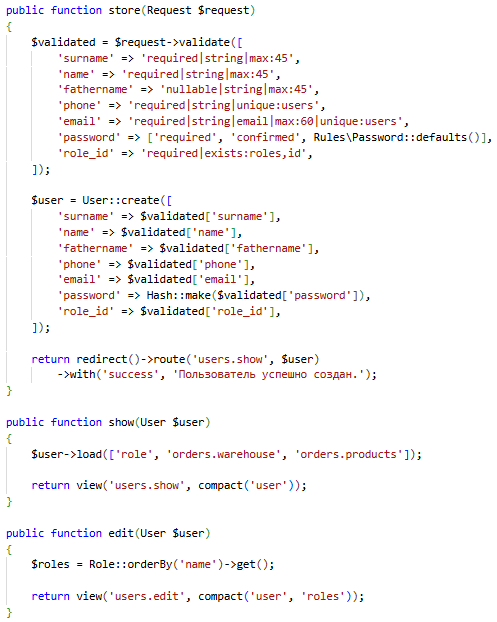 public function store(Request $request)
{
    $validated = $request->validate([
        'surname' => 'required|string|max:45',
        'name' => 'required|string|max:45',
        'fathername' => 'nullable|string|max:45',
        'phone' => 'required|string|unique:users',
        'email' => 'required|string|email|max:60|unique:users',
        'password' => ['required', 'confirmed', Rules\Password::defaults()],
        'role_id' => 'required|exists:roles,id',
    ]);

    $user = User::create([
        'surname' => $validated['surname'],
        'name' => $validated['name'],
        'fathername' => $validated['fathername'],
        'phone' => $validated['phone'],
        'email' => $validated['email'],
        'password' => Hash::make($validated['password']),
        'role_id' => $validated['role_id'],
    ]);

    return redirect()->route('users.show', $user)
        ->with('success', 'Пользователь успешно создан.');
}

public function show(User $user)
{
    $user->load(['role', 'orders.warehouse', 'orders.products']);

    return view('users.show', compact('user'));
}

public function edit(User $user)
{
    $roles = Role::orderBy('name')->get();

    return view('users.edit', compact('user', 'roles'));
}